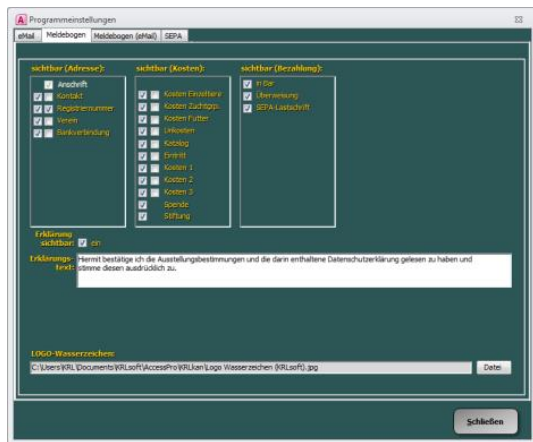 Programmeinstellungen
eMail Meldebogen Meldebogen (eMail) SEPA
sichtbar (Adresse): sichtbar (Kosten): sichtbar (Bezahlung):
Anschrift
Kontakt
Registriernummer
Verein
Bankverbindung
Kosten Einzeltiere
Kosten Zuchtgrp.
Kosten Futter
Unkosten
Katalog
Eintritt
Kosten 1
Kosten 2
Kosten 3
Spende
Stiftung
in Bar
Überweisung
SEPA-Lastschrift
Erklärung
sichtbar: ein
Erklärungs-
text:
Hiermit bestätige ich die Ausstellungsbestimmungen und die darin enthaltene Datenschutzerklärung gelesen zu haben und
stimme diesen ausdrücklich zu.
LOGO-Wasserzeichen:
C:\Users\KRL\Documents\KRLsoft\AccessPro\KRLkan\Logo Wasserzeichen (KRLsoft).jpg Datei
Schließen